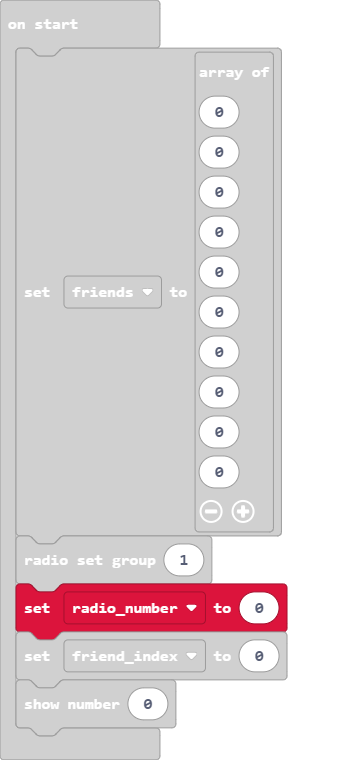 on start
array of
0
0
0
0
0
0
0
set friends to
0
0
0
radio set group 1
set radio_number to 0
set friend_index to 0
show number 0